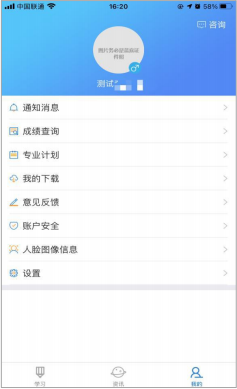 中国联通
16:20
58%
咨询
测试
通知消息
成绩查询
专业计划
我的下载
意见反馈
账户安全
人脸图像信息
设置
学习
资讯
我的